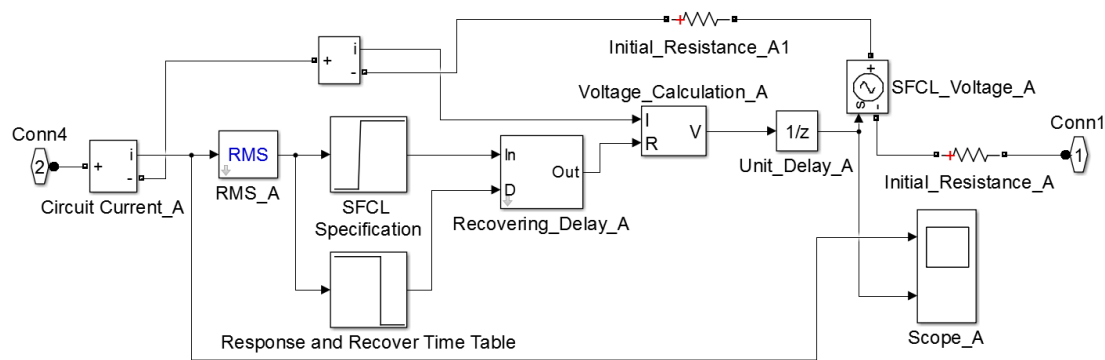 Initial_Resistance_A1
i
+
-
+
SFCL_Voltage_A
s
-
Voltage_Calculation_A
I
R
V
1/z
Unit_Delay_A
Conn4
2
+
i
-
Circuit Current_A
RMS
RMS_A
SFCL
Specification
In
D
Out
Recovering_Delay_A
Conn1
1
Initial_Resistance_A
Response and Recover Time Table
Scope_A